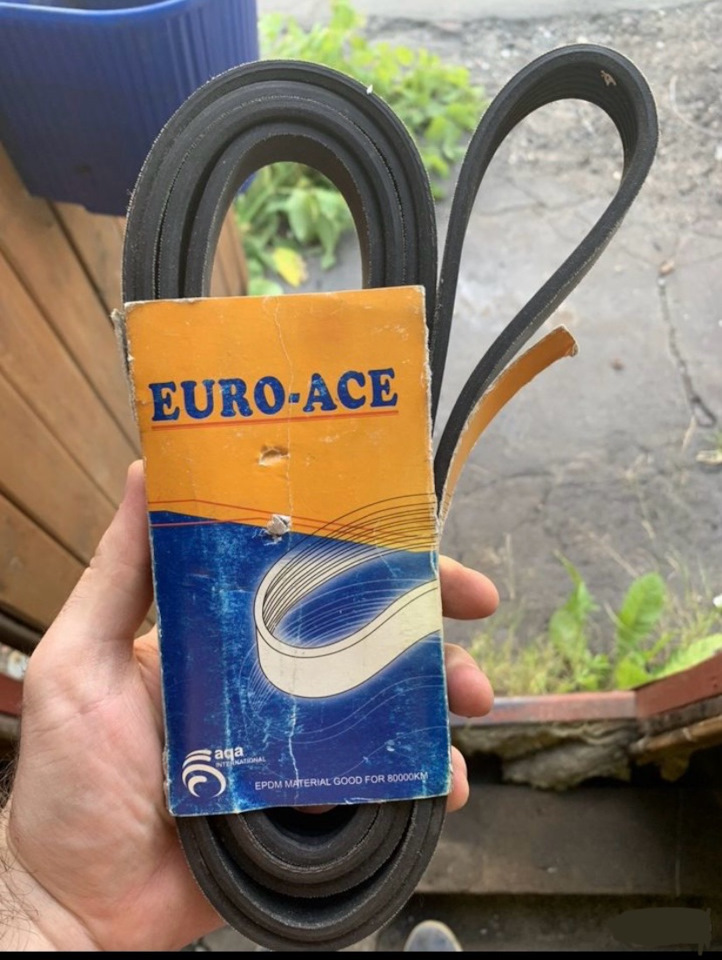 EURO-ACE
aqa
INTERNATIONAL
EPDM MATERIAL GOOD FOR 80000KM